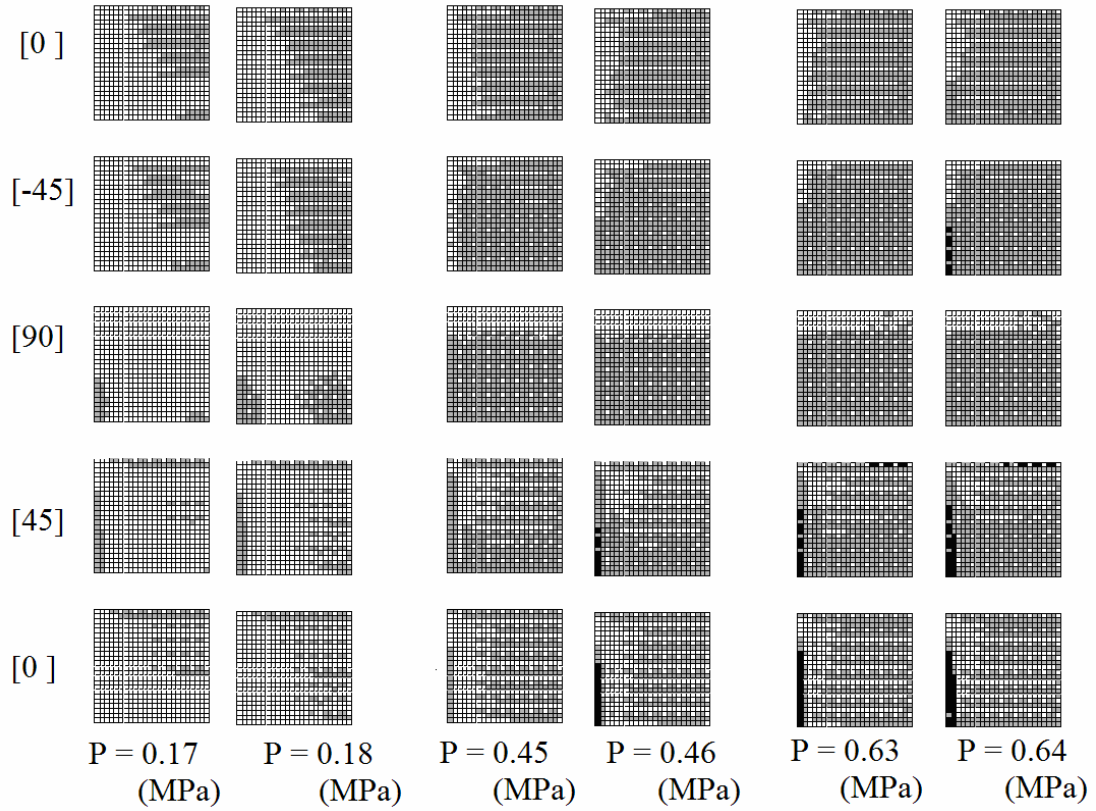 [0 ]
[-45]
[90]
[45]
[0 ]
P = 0.17 P = 0.18 P = 0.45 P = 0.46 P = 0.63 P = 0.64
(MPa) (MPa) (MPa) (MPa) (MPa) (MPa)